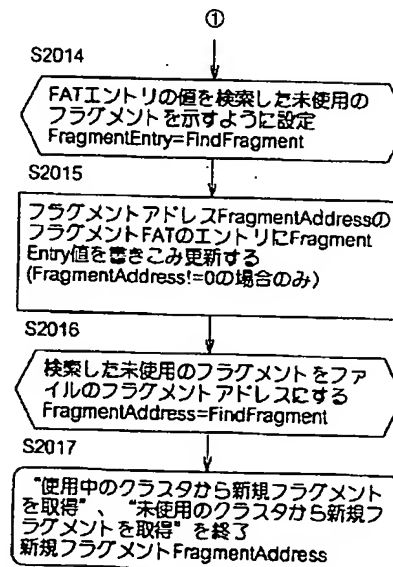 ①
S2014
FATエントリの値を検索した未使用の
フラグメントを示すように設定
FragmentEntry=FindFragment
S2015
フラグメントアドレスFragmentAddressの
フラグメントFATのエントリにFragment
Entry値を書きこみ更新する
(FragmentAddress!=0の場合のみ)
S2016
検索した未使用のフラグメントをファ
イルのフラグメントアドレスにする
FragmentAddress=FindFragment
S2017
“使用中のクラスタから新規フラグメント
を取得”、“未使用のクラスタから新規フ
ラグメントを取得”を終了
新規フラグメントFragmentAddress